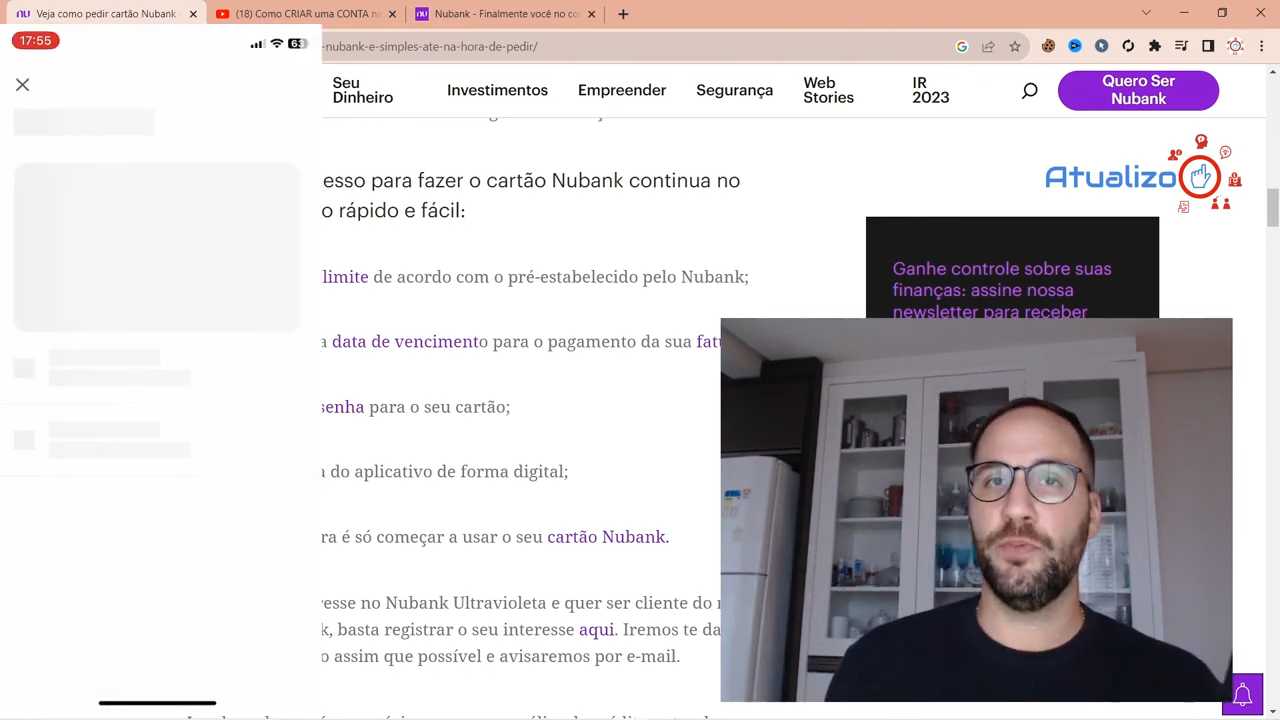 Veja como pedir cartão Nubank
(18) Como CRIAR uma CONTA na
Nubank - Finalmente você no co
17:55
63
-nubank-e-simples-ate-na-hora-de-pedir/
Seu
Dinheiro
Investimentos
Empreender
Segurança
Web
Stories
IR
2023
Quero Ser
Nubank
Atualizo
esso para fazer o cartão Nubank continua no
o rápido e fácil:
limite de acordo com o pré-estabelecido pelo Nubank;
a data de vencimento para o pagamento da sua fatu
senha para o seu cartão;
a do aplicativo de forma digital;
ra é só começar a usar o seu cartão Nubank.
resse no Nubank Ultravioleta e quer ser cliente do
k, basta registrar o seu interesse aqui. Iremos te da
o assim que possível e avisaremos por e-mail.
Ganhe controle sobre suas
finanças: assine nossa
newsletter para receber